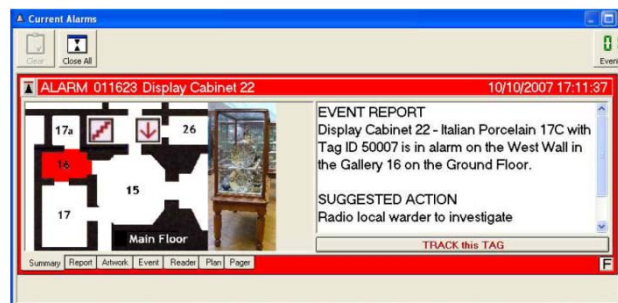 Current Alarms
Clear
Close All
ALARM 011623 Display Cabinet 22
10/10/2007 17:11:37
17a
26
16
15
17
Main Floor
EVENT REPORT
Display Cabinet 22 - Italian Porcelain 17C with
Tag ID 50007 is in alarm on the West Wall in
the Gallery 16 on the Ground Floor.
SUGGESTED ACTION
Radio local warder to investigate
TRACK this TAG
Summary Report Artwork Event Reader Plan Pager
F